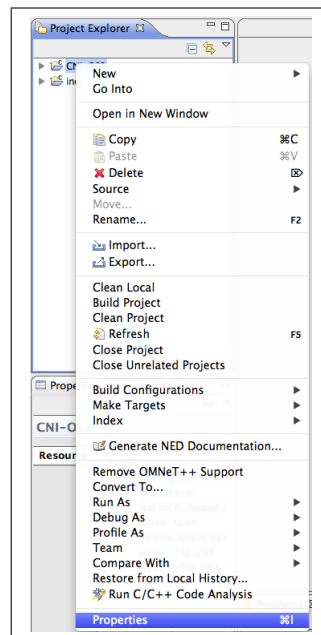 Project Explorer
New
Go Into
Open in New Window
Copy ⌘C
Paste ⌘V
Delete ⌦
Source
Move...
Rename... F2
Import...
Export...
Clean Local
Build Project
Clean Project
Refresh F5
Close Project
Close Unrelated Projects
Build Configurations
Make Targets
Index
Generate NED Documentation...
Remove OMNeT++ Support
Convert To...
Run As
Debug As
Profile As
Team
Compare With
Restore from Local History...
Run C/C++ Code Analysis
Properties ⌘I